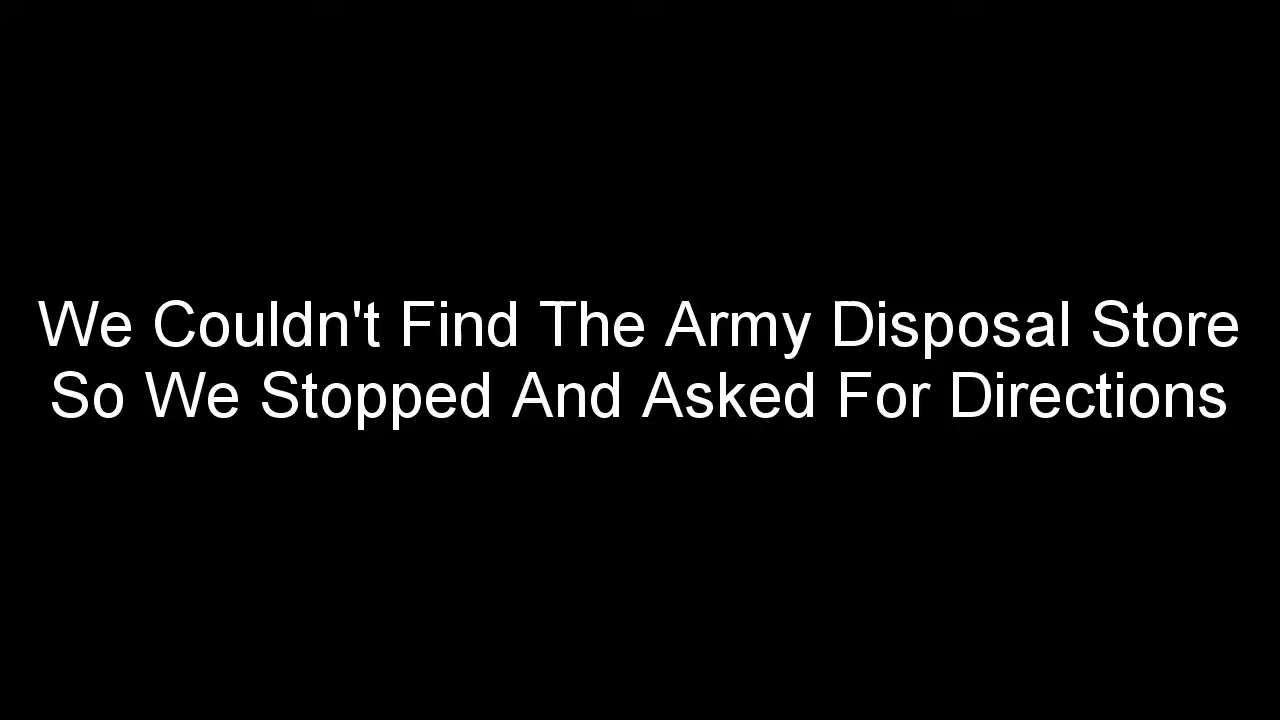 We Couldn't Find The Army Disposal Store
So We Stopped And Asked For Directions